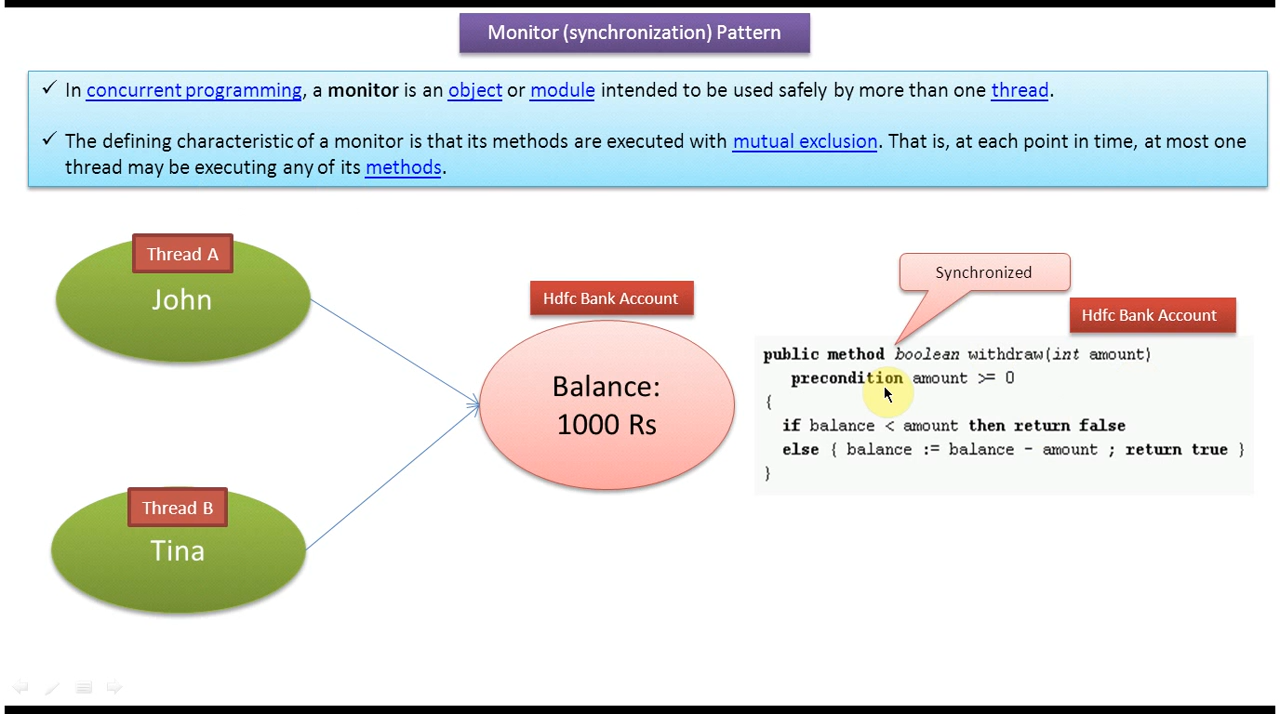 Monitor (synchronization) Pattern
✓ In concurrent programming, a monitor is an object or module intended to be used safely by more than one thread.
✓ The defining characteristic of a monitor is that its methods are executed with mutual exclusion. That is, at each point in time, at most one
thread may be executing any of its methods.
Thread A
John
Thread B
Tina
Hdfc Bank Account
Balance:
1000 Rs
Synchronized
Hdfc Bank Account
public method boolean withdraw(int amount)
precondition amount >= 0
{
if balance < amount then return false
else { balance := balance - amount ; return true }
}